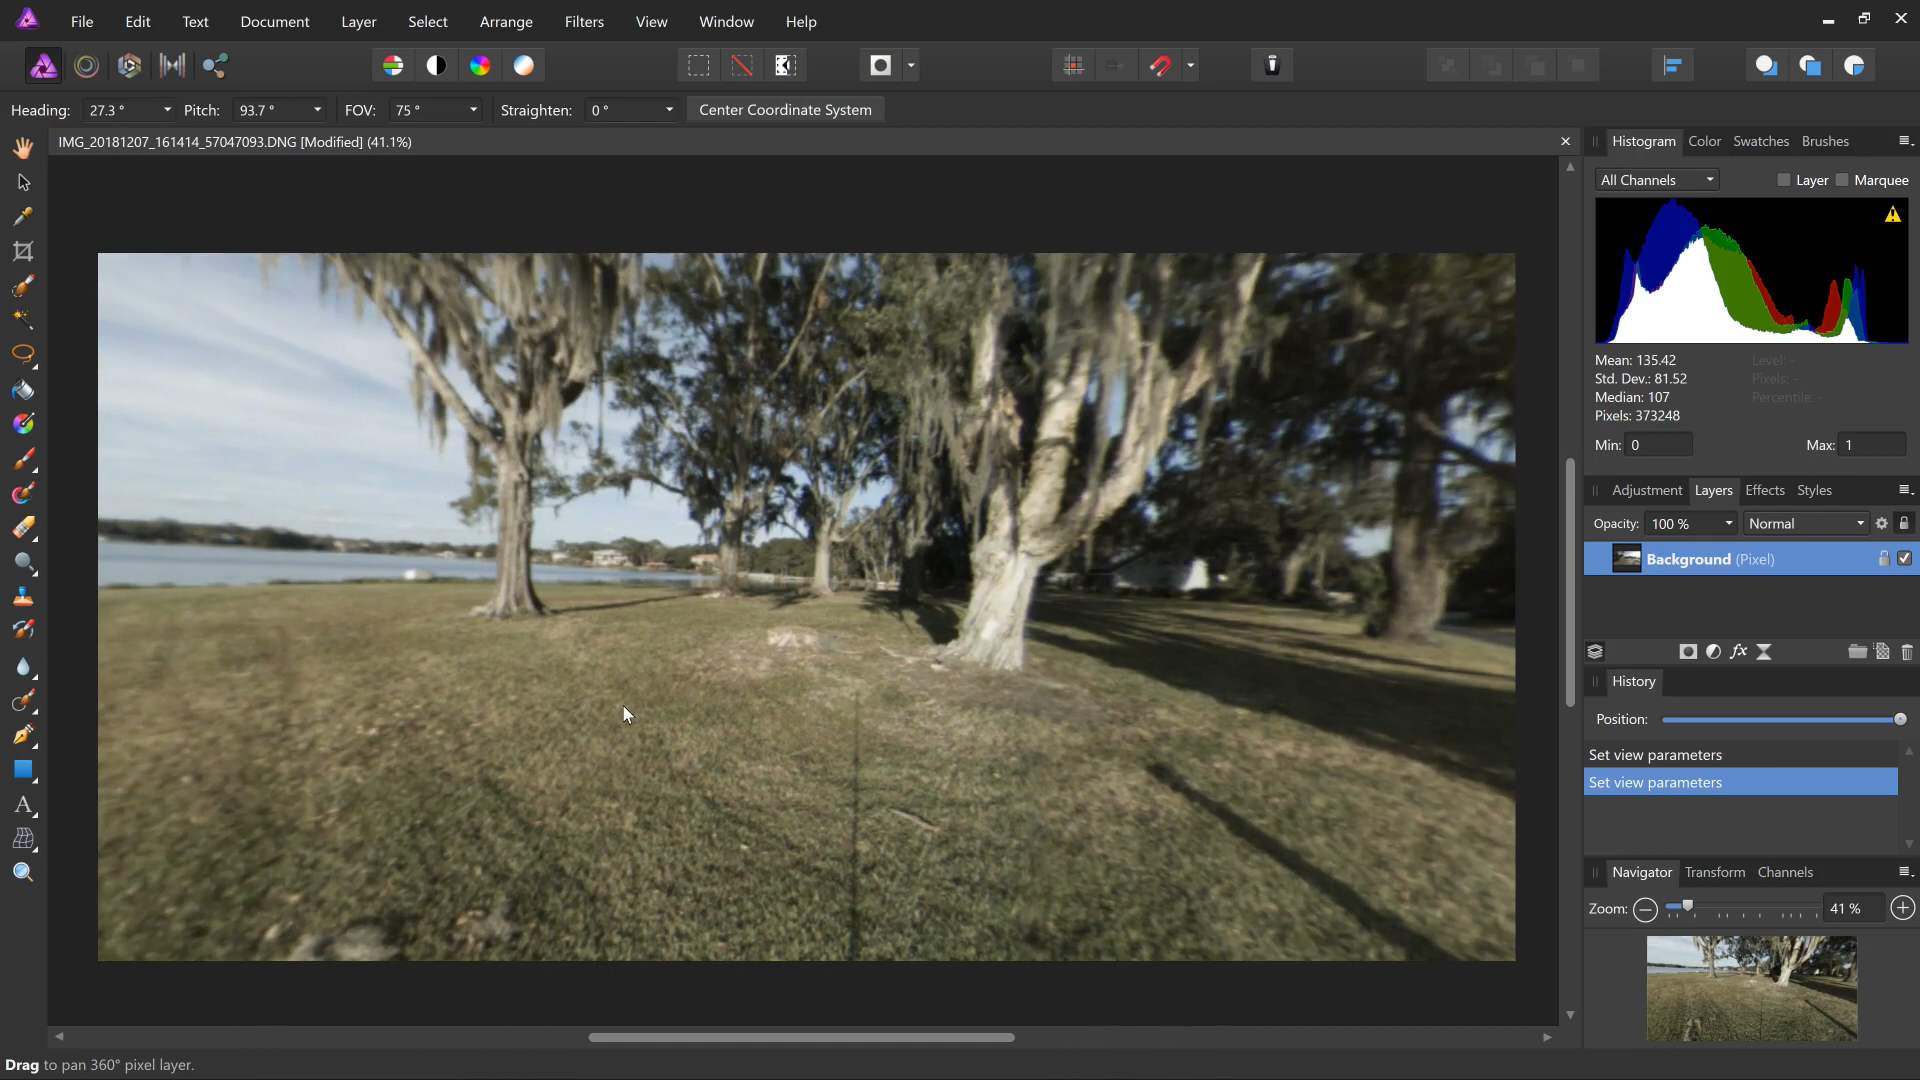 File Edit Text Document Layer Select Arrange Filters View Window Help
Heading: 27.3 ° Pitch: 93.7 ° FOV: 75 ° Straighten: 0 ° Center Coordinate System
IMG_20181207_161414_57047093.DNG [Modified] (41.1%)
Histogram Color Swatches Brushes
All Channels Layer Marquee
Mean: 135.42 Level: -
Std. Dev.: 81.52 Pixels: -
Median: 107 Percentile: -
Pixels: 373248
Min: 0 Max: 1
Adjustment Layers Effects Styles
Opacity: 100 % Normal
Background (Pixel)
fx
History
Position:
Set view parameters
Set view parameters
Navigator Transform Channels
Zoom: 41 %
Drag to pan 360° pixel layer.